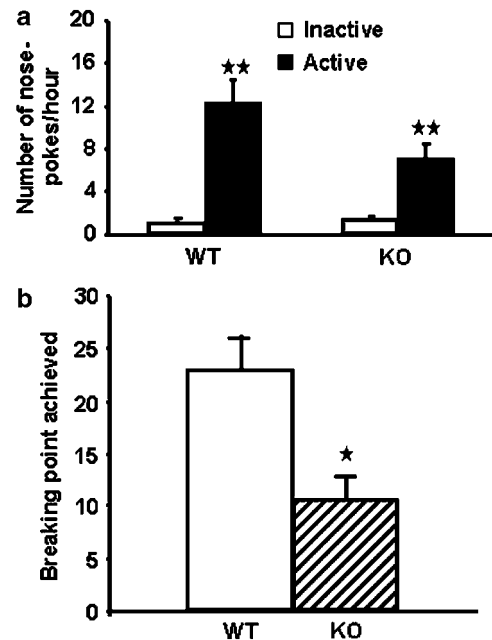 a
Number of nose-
pokes/hour
20
16
12
8
4
0
Inactive
Active
★★
★★
WT KO
b
Breaking point achieved
30
25
20
15
10
5
0
★
WT KO